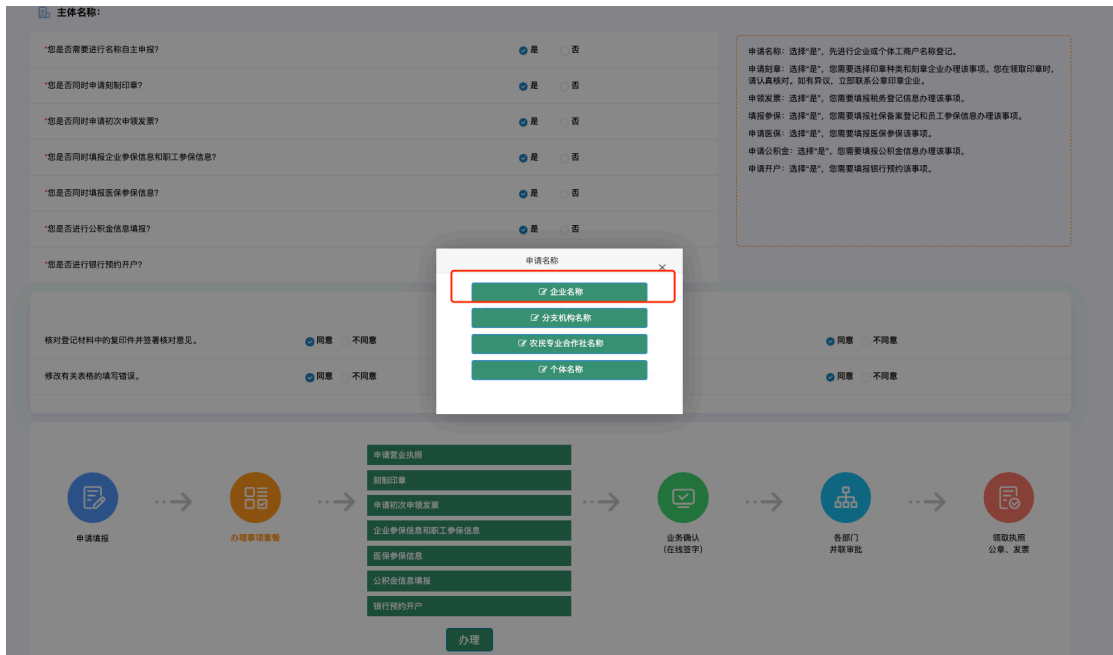 主体名称:
*您是否需要进行名称自主申报? 是 否
*您是否同时申请刻制印章? 是 否
*您是否同时申请初次申领发票? 是 否
*您是否同时填报企业参保信息和职工参保信息? 是 否
*您是否同时填报医保参保信息? 是 否
*您是否进行公积金信息填报? 是 否
*您是否进行银行预约开户?
申请名称：选择“是”，先进行企业或个体工商户名称登记。
申请刻章：选择“是”，您需要选择印章种类和刻章企业办理该事项。您在领取印章时,
请认真核对。如有异议，立即联系公章印章企业。
申领发票：选择“是”，您需要填报税务登记信息办理该事项。
填报参保：选择“是”，您需要填报社保备案登记和员工参保信息办理该事项。
申请医保：选择“是”，您需要填报医保参保该事项。
申请公积金：选择“是”，您需要填报公积金信息办理该事项。
申请开户：选择“是”，您需要填报银行预约该事项。
申请名称 ×
企业名称
分支机构名称
农民专业合作社名称
个体名称
核对登记材料中的复印件并签署核对意见。 同意 不同意 同意 不同意
修改有关表格的填写错误。 同意 不同意 同意 不同意
申请填报
办理事项套餐
申请营业执照
刻制印章
申请初次申领发票
企业参保信息和职工参保信息
医保参保信息
公积金信息填报
银行预约开户
业务确认
(在线签字)
各部门
并联审批
领取执照
公章、发票
办理